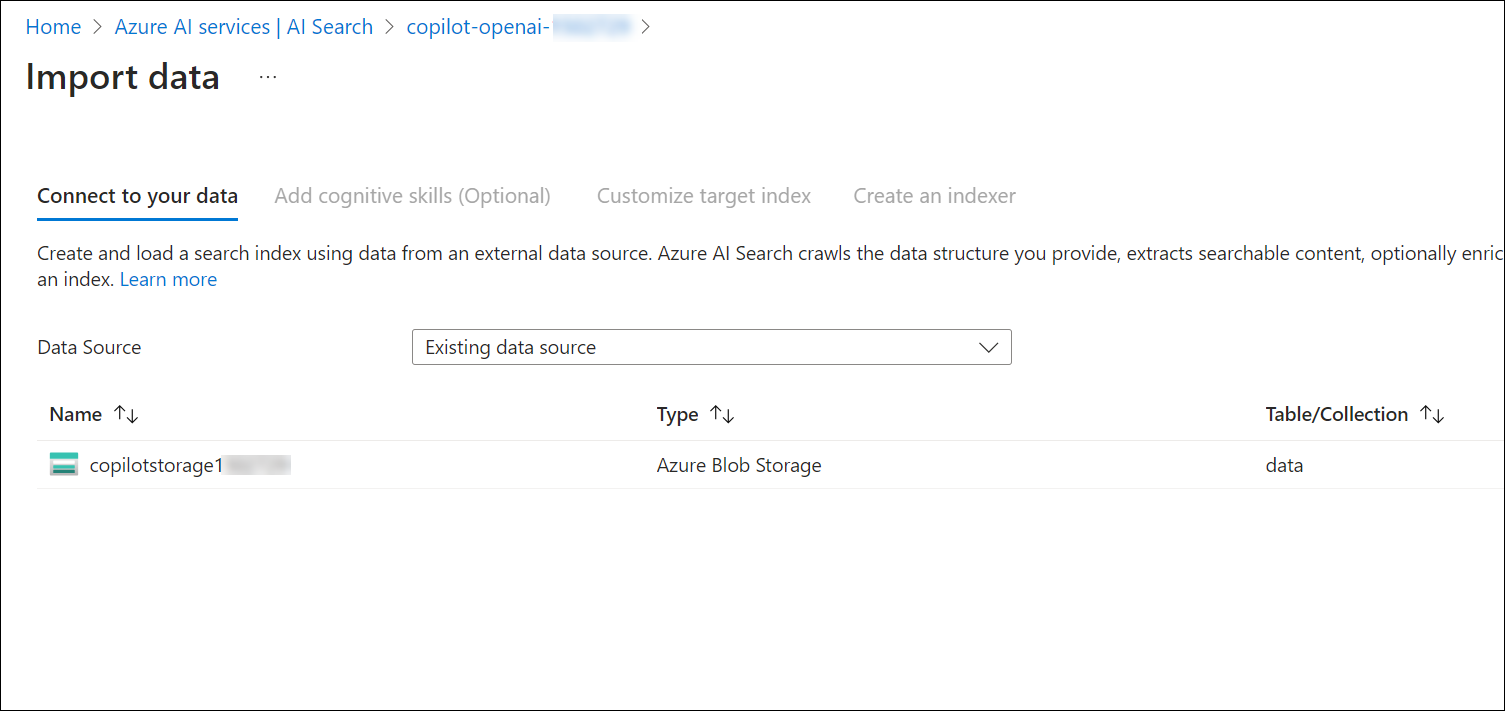 Home > Azure AI services | AI Search > copilot-openai- >
Import data ...
Connect to your data Add cognitive skills (Optional) Customize target index Create an indexer
Create and load a search index using data from an external data source. Azure AI Search crawls the data structure you provide, extracts searchable content, optionally enric
an index. Learn more
Data Source Existing data source
Name ↑↓ Type ↑↓ Table/Collection ↑↓
copilotstorage1 Azure Blob Storage data